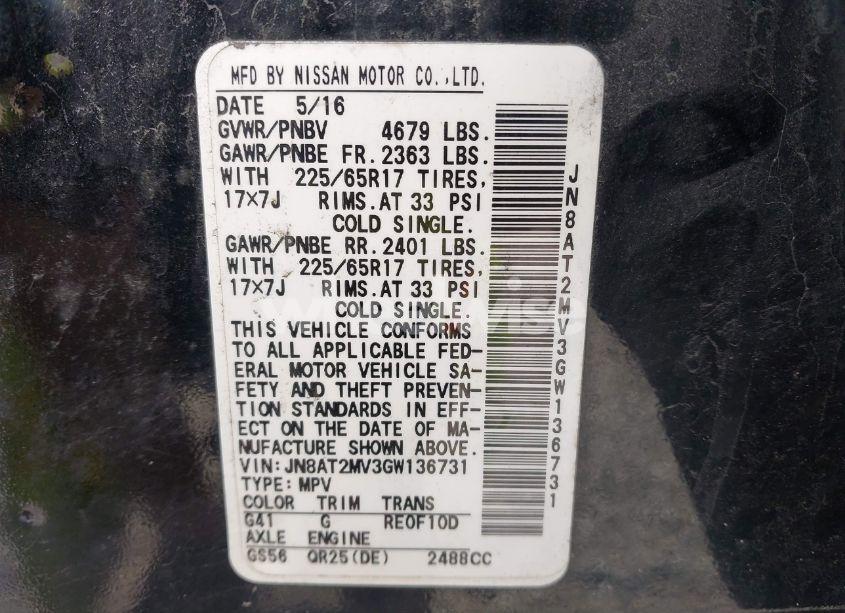 MFD BY NISSAN MOTOR CO.,LTD.
DATE 5/16
GVWR/PNBV 4679 LBS.
GAWR/PNBE FR. 2363 LBS.
WITH 225/65R17 TIRES,
17×7J RIMS.AT 33 PSI
COLD SINGLE.
GAWR/PNBE RR. 2401 LBS.
WITH 225/65R17 TIRES,
17×7J RIMS.AT 33 PSI
COLD SINGLE.
THIS VEHICLE CONFORMS
TO ALL APPLICABLE FED-
ERAL MOTOR VEHICLE SA-
FETY AND THEFT PREVEN-
TION STANDARDS IN EFF-
ECT ON THE DATE OF MA-
NUFACTURE SHOWN ABOVE.
VIN:JN8AT2MV3GW136731
TYPE:MPV
COLOR TRIM TRANS
G41 G RE0F10D
AXLE ENGINE
GS56 QR25(DE) 2488CC
JN8AT2MV3GW136731